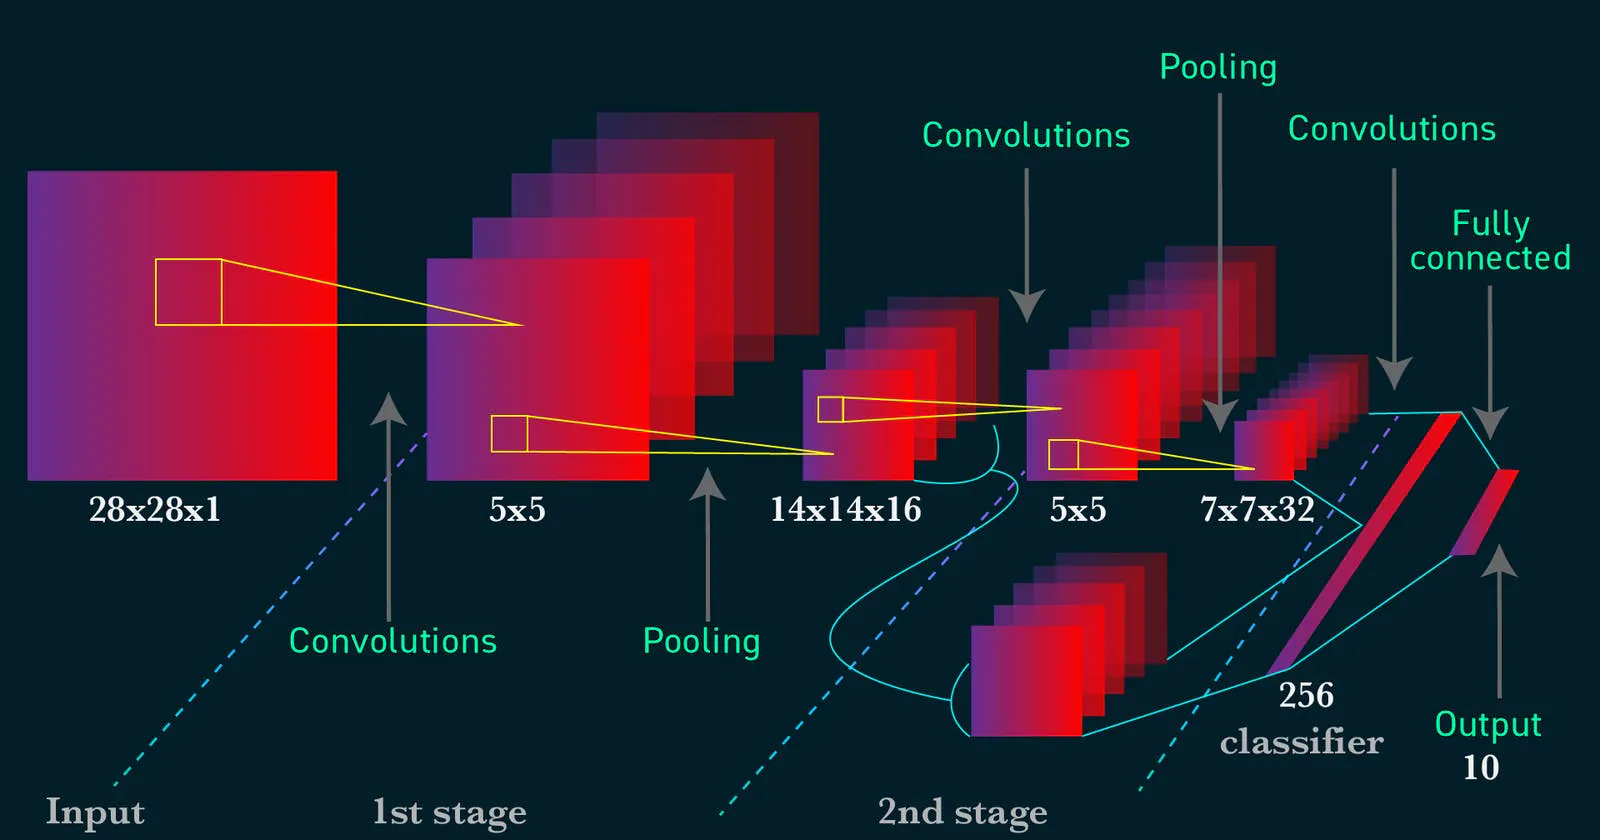 Pooling
Convolutions
Convolutions
Fully
connected
28x28x1
5x5
14x14x16
5x5
7x7x32
Convolutions
Pooling
256
classifier
Output
10
Input
1st stage
2nd stage